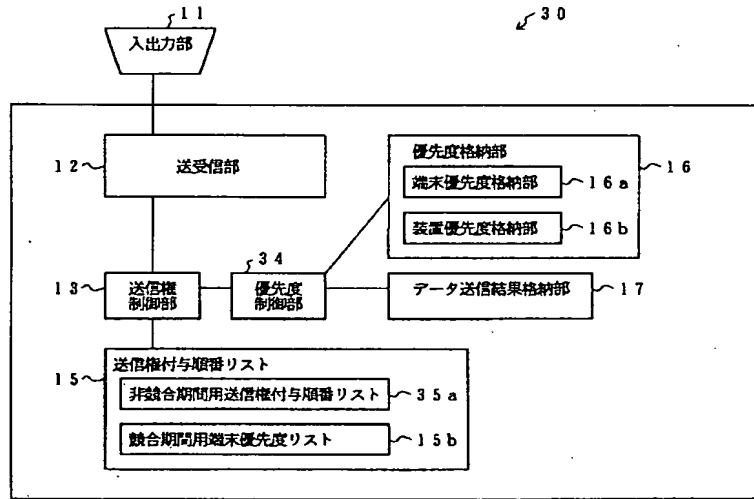 11
30
入出力部
12
送受信部
優先度格納部
16
端末優先度格納部
16a
装置優先度格納部
16b
34
13
送信権
制御部
優先度
制御部
データ送信結果格納部
17
送信権付与順番リスト
15
非競合期間用送信権付与順番リスト
35a
競合期間用端末優先度リスト
15b